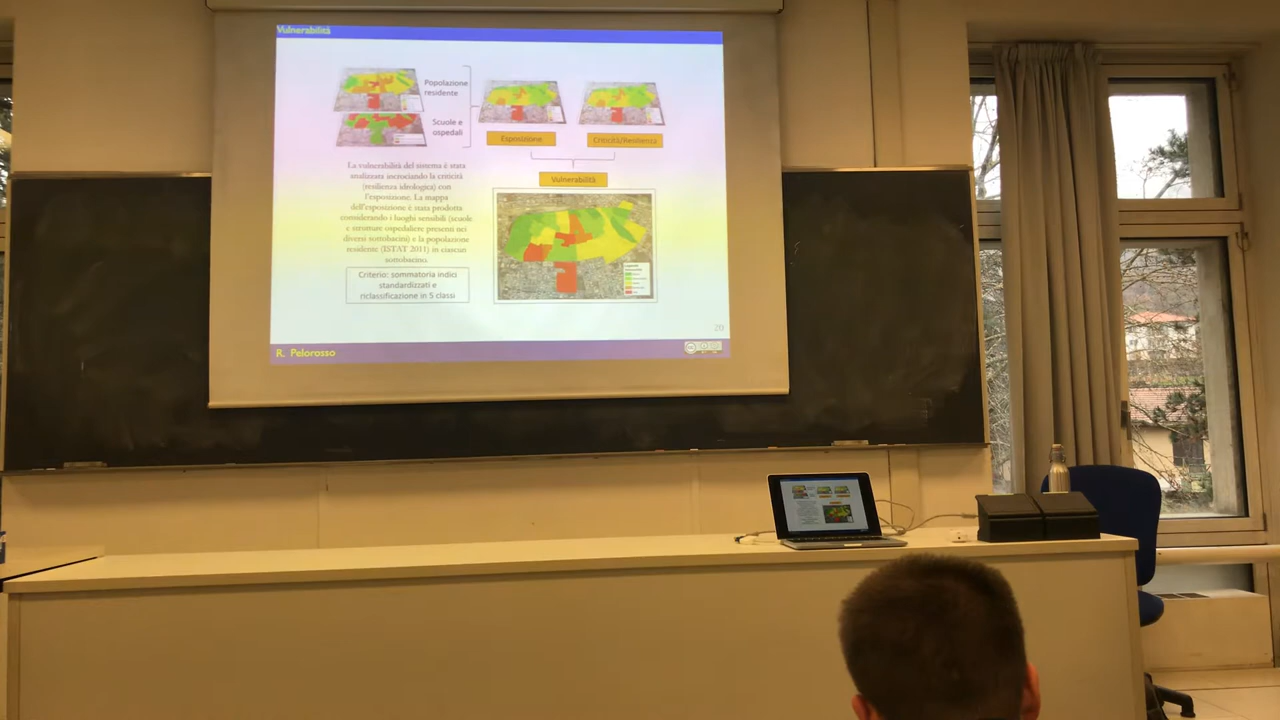 Vulnerabilità
Popolazione
residente
Scuole e
ospedali
Esposizione
Criticità/Resilienza
Vulnerabilità
La vulnerabilità del sistema è stata
analizzata incrociando la criticità
(resilienza idrologica) con
l'esposizione. La mappa
dell'esposizione è stata prodotta
considerando i luoghi sensibili (scuole
e strutture ospedaliere presenti nei
diversi sottobacini) e la popolazione
residente (ISTAT 2011) in ciascun
sottobacino.
Criterio: sommatoria indici
standardizzati e
riclassificazione in 5 classi
20
R. Pelorosso